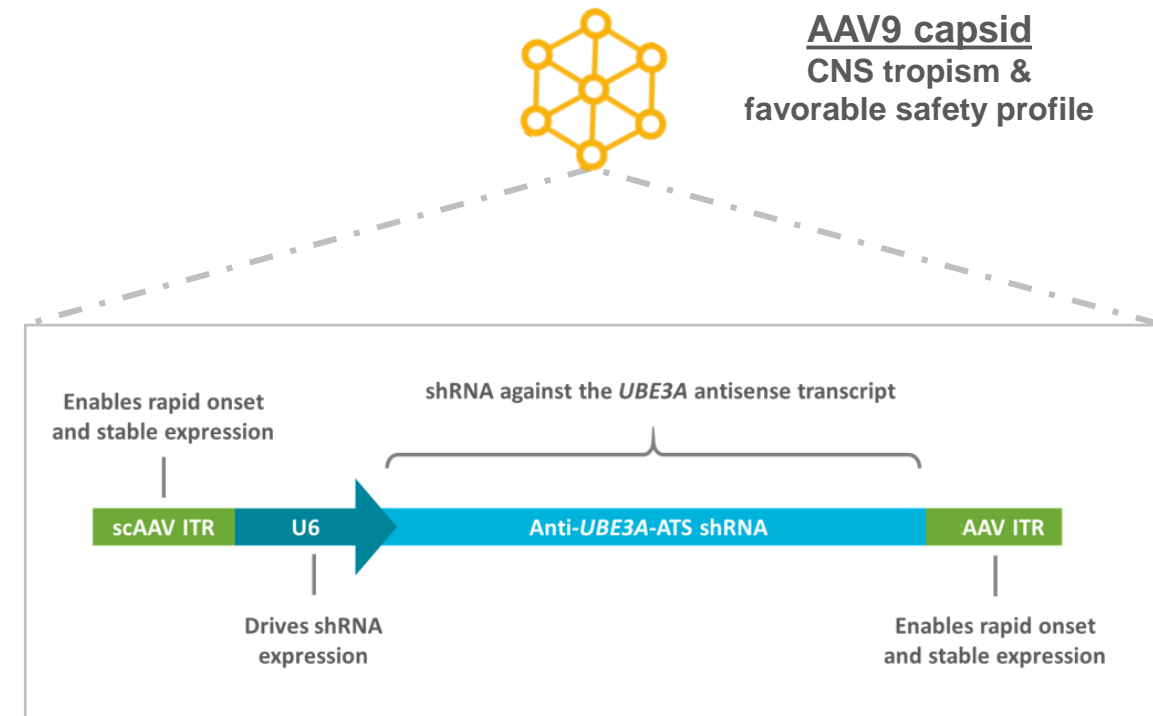 AAV9 capsid
CNS tropism &
favorable safety profile
shRNA against the UBE3A antisense transcript
Enables rapid onset
and stable expression
scAAV ITR
U6
Anti-UBE3A-ATS shRNA
AAV ITR
Drives shRNA
expression
Enables rapid onset
and stable expression